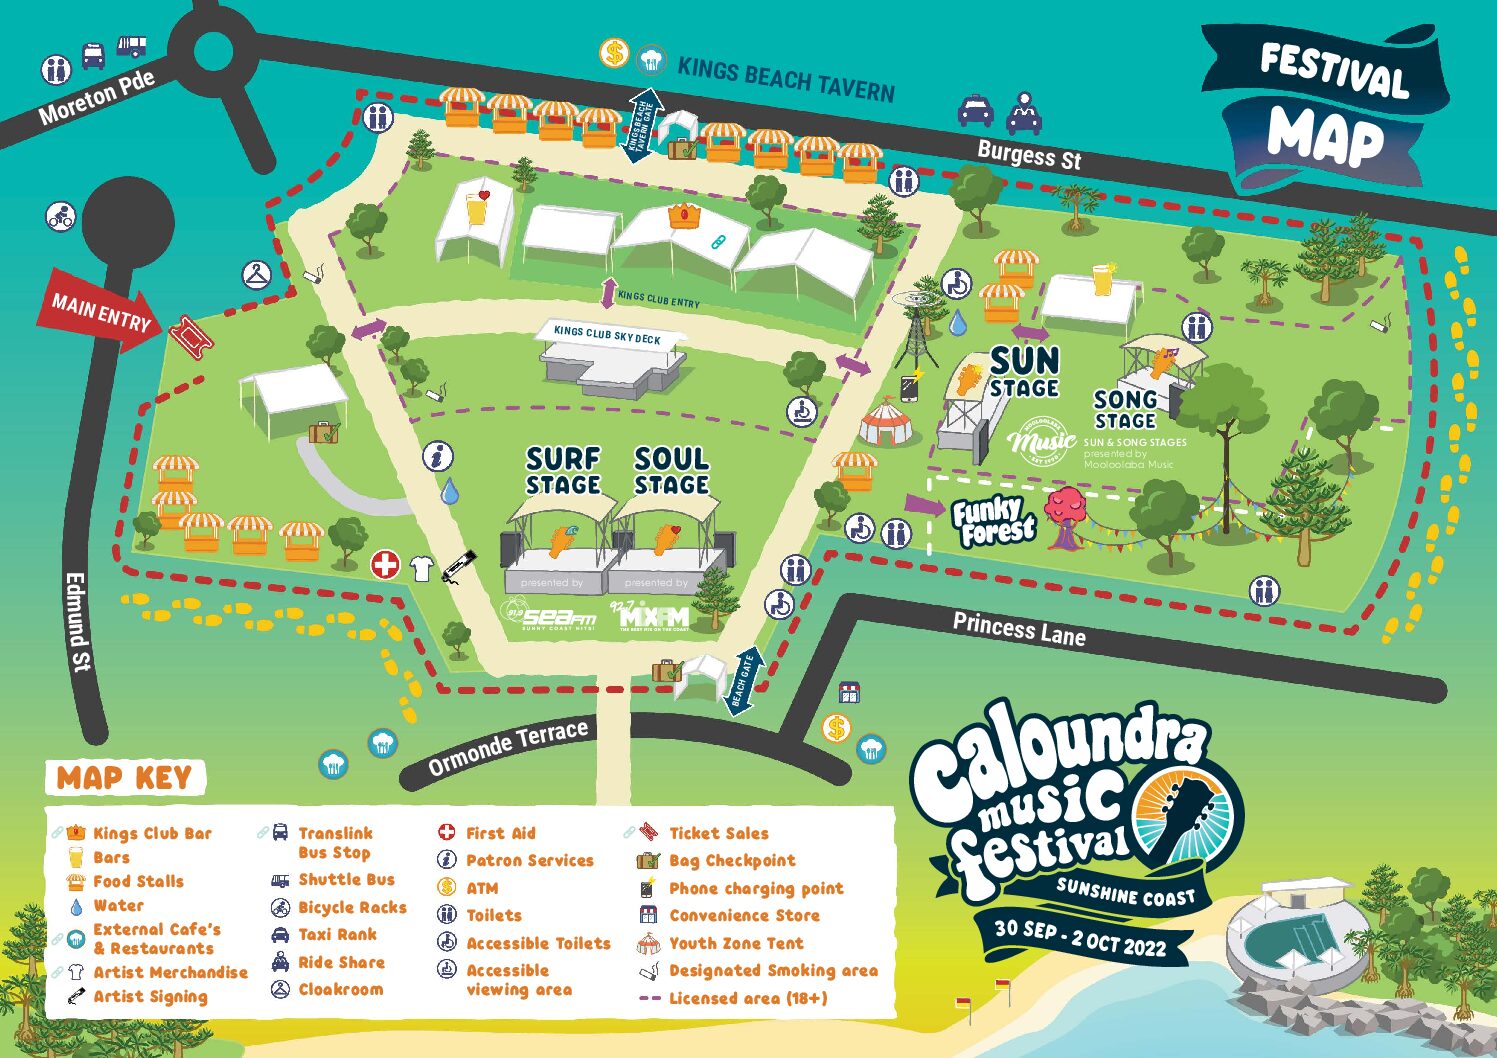 FESTIVAL
MAP
Moreton Pde
KINGS BEACH TAVERN
KINGS BEACH
TAVERN GATE
Burgess St
MAIN ENTRY
KINGS CLUB ENTRY
KINGS CLUB SKY DECK
SUN
STAGE
SONG
STAGE
MOOLOOLABA
Music
EST 1990
SUN & SONG STAGES
presented by
Mooloolaba Music
SURF
STAGE
SOUL
STAGE
Funky
Forest
presented by
presented by
91.9
SEAFM
SUNNY COAST HITS!
92.7
MIXFM
THE BEST MIX ON THE COAST
Edmund St
Princess Lane
BEACH GATE
Ormonde Terrace
MAP KEY
Kings Club Bar
Bars
Food Stalls
Water
External Cafe's
& Restaurants
Artist Merchandise
Artist Signing
Translink
Bus Stop
Shuttle Bus
Bicycle Racks
Taxi Rank
Ride Share
Cloakroom
First Aid
Patron Services
ATM
Toilets
Accessible Toilets
Accessible
viewing area
Ticket Sales
Bag Checkpoint
Phone charging point
Convenience Store
Youth Zone Tent
Designated Smoking area
Licensed area (18+)
Caloundra
music
festival
SUNSHINE COAST
30 SEP - 2 OCT 2022